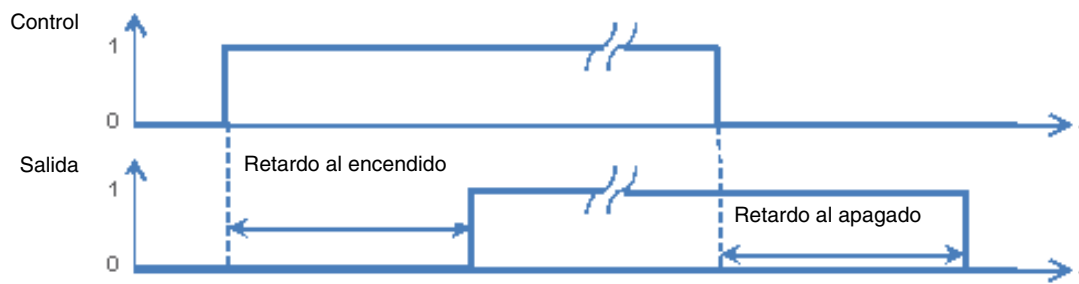 Control
1
0
Salida
Retardo al encendido
1
Retardo al apagado
0